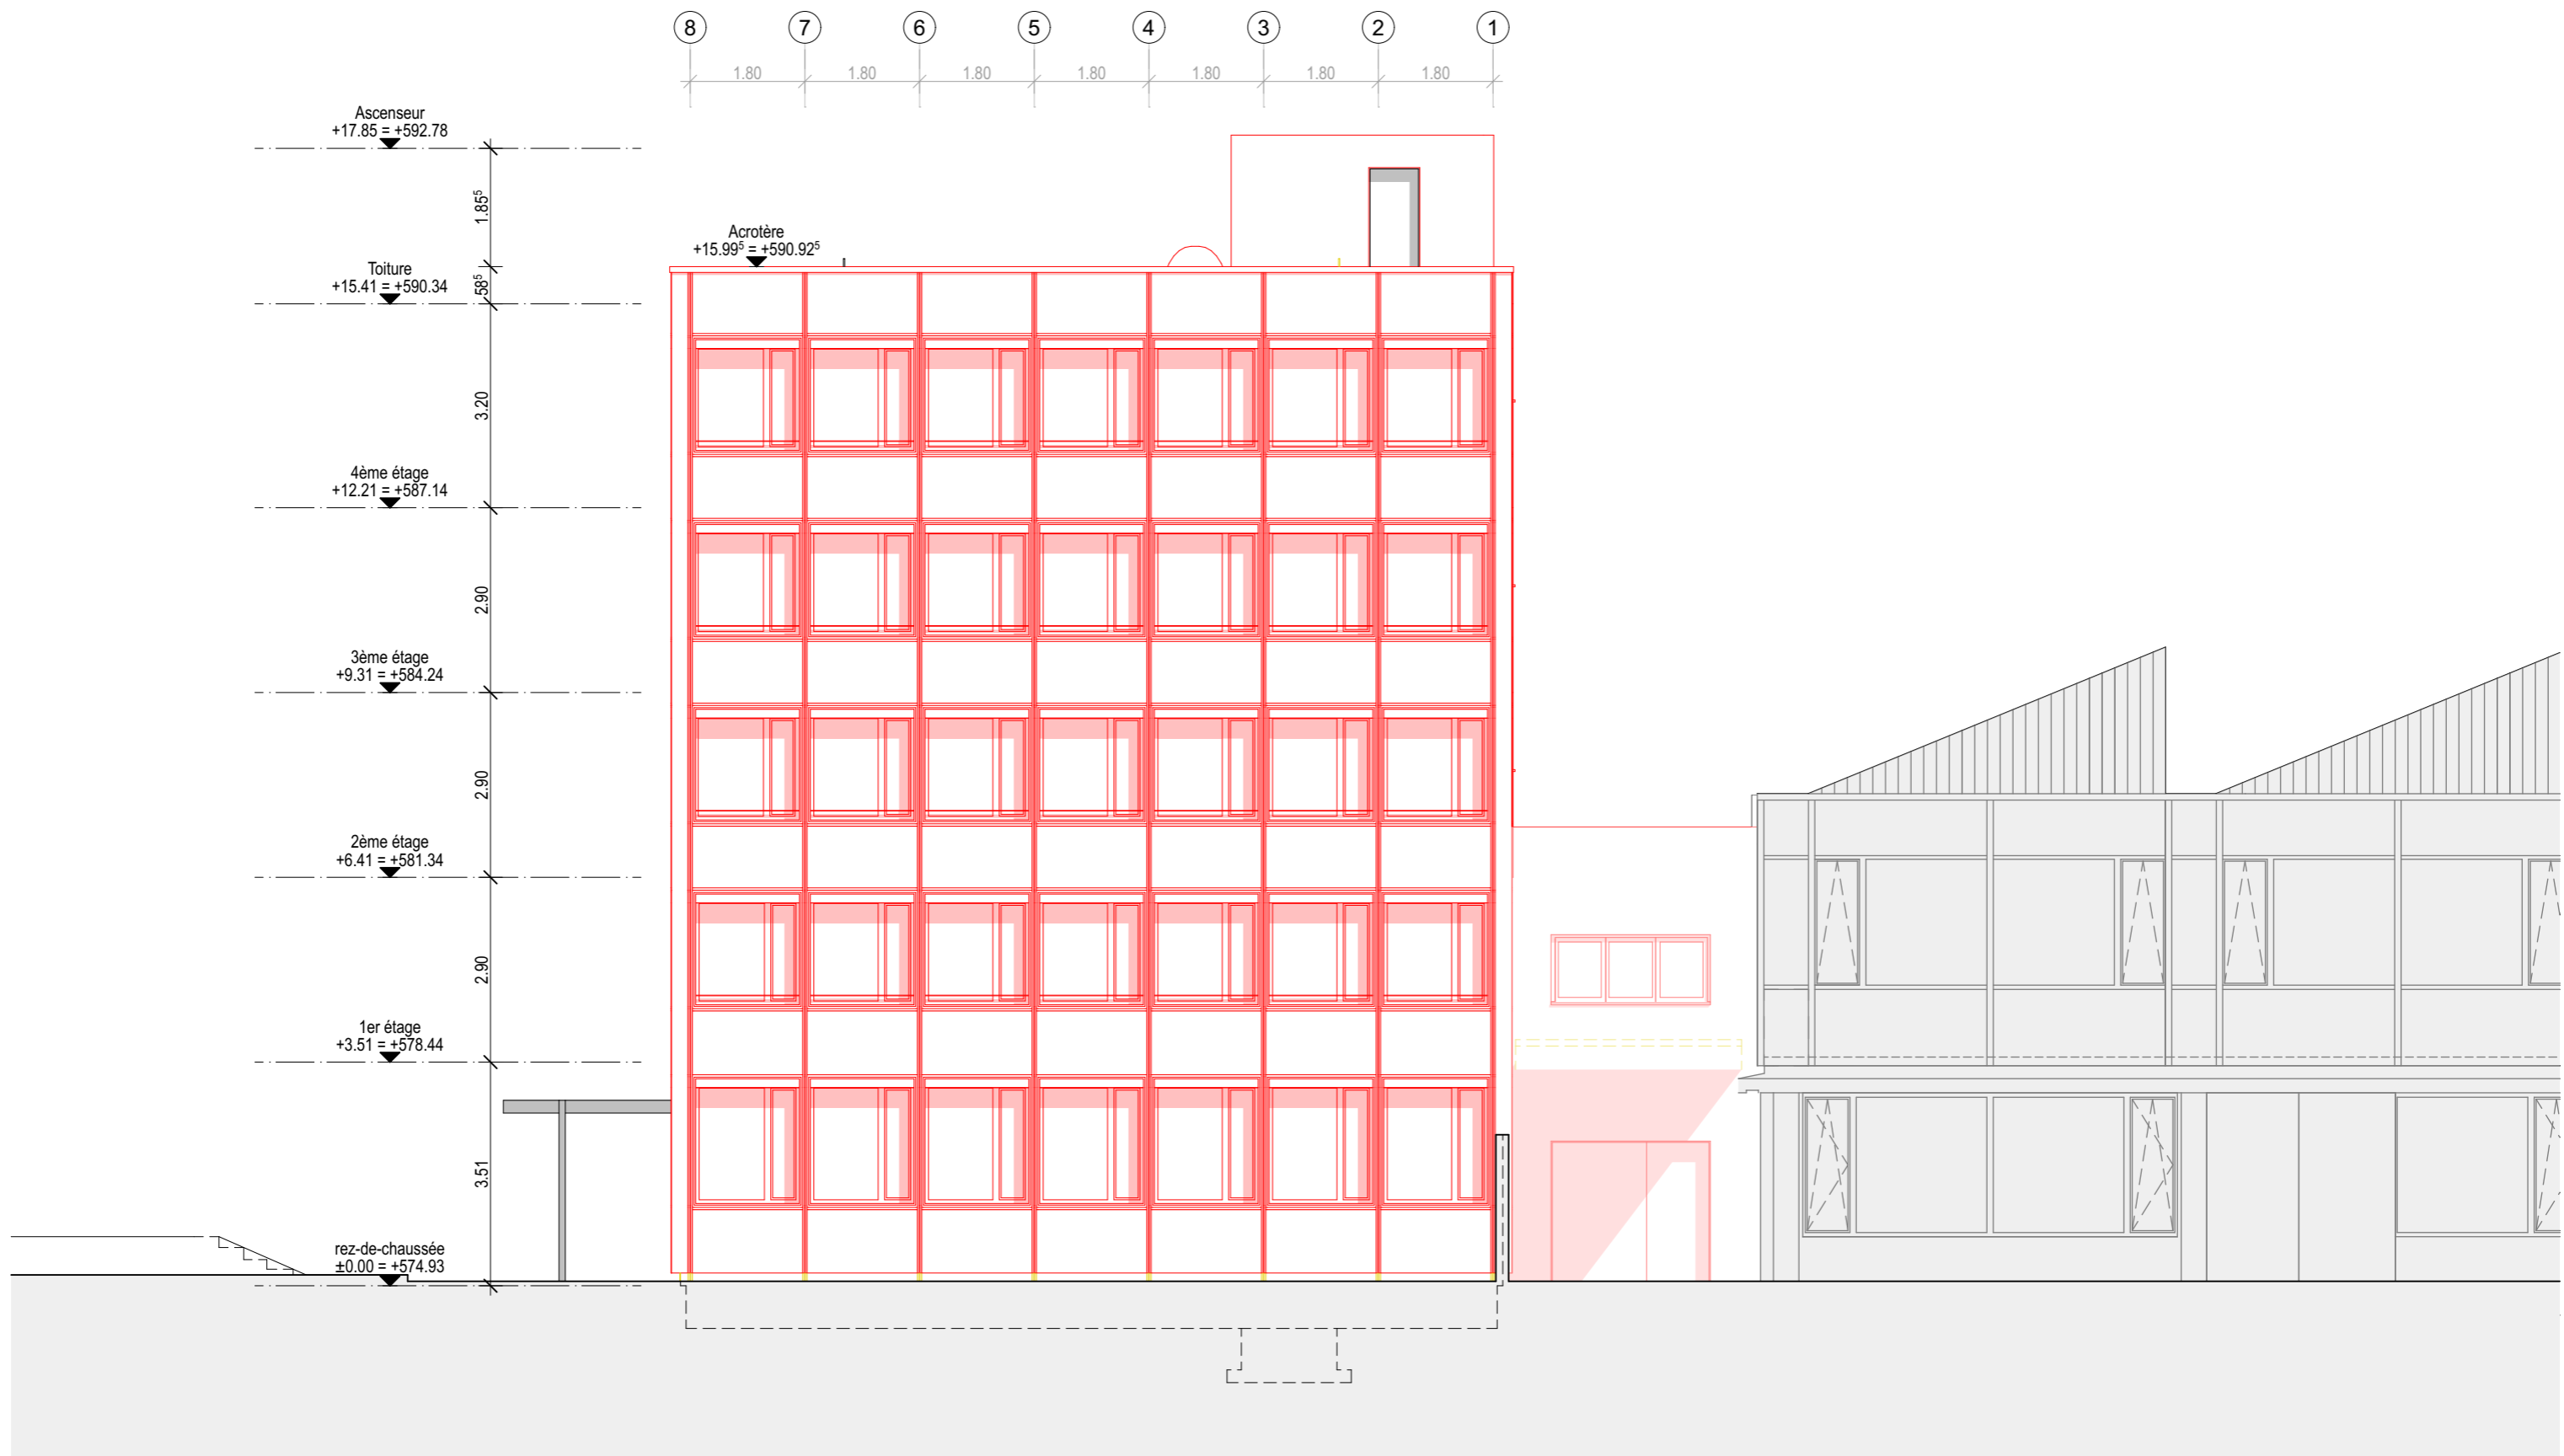 8 7 6 5 4 3 2 1
1.80 1.80 1.80 1.80 1.80 1.80 1.80
Ascenseur
+17.85 = +592.78
1.85⁵
Acrotère
+15.99⁵ = +590.92⁵
Toiture
+15.41 = +590.34
58⁵
3.20
4ème étage
+12.21 = +587.14
2.90
3ème étage
+9.31 = +584.24
2.90
2ème étage
+6.41 = +581.34
2.90
1er étage
+3.51 = +578.44
3.51
rez-de-chaussée
±0.00 = +574.93